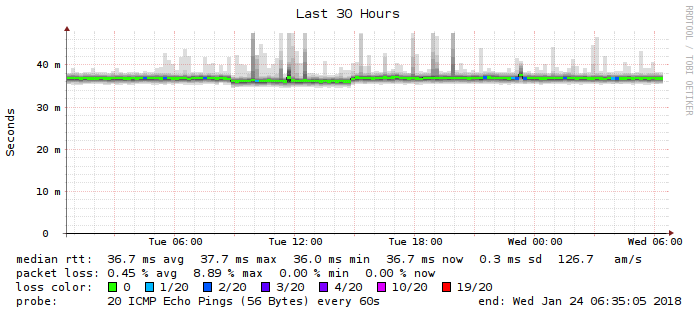 Last 30 Hours
RRDTOOL / TOBI OETIKER
Seconds
40 m
30 m
20 m
10 m
0
Tue 06:00 Tue 12:00 Tue 18:00 Wed 00:00 Wed 06:00
median rtt: 36.7 ms avg 37.7 ms max 36.0 ms min 36.7 ms now 0.3 ms sd 126.7 am/s
packet loss: 0.45 % avg 8.89 % max 0.00 % min 0.00 % now
loss color: 0 1/20 2/20 3/20 4/20 10/20 19/20
probe: 20 ICMP Echo Pings (56 Bytes) every 60s end: Wed Jan 24 06:35:05 2018